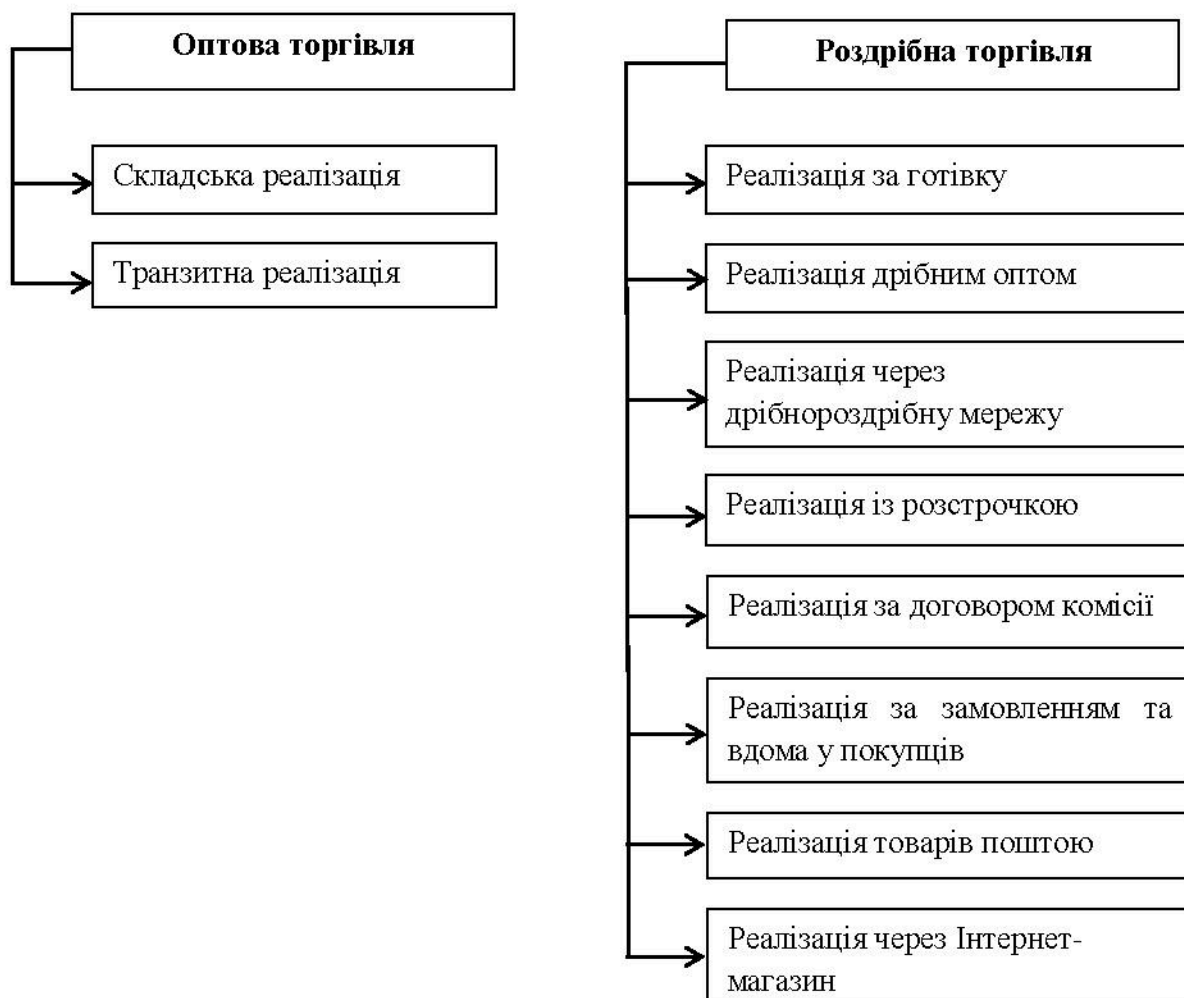 Оптова торгівля
Складська реалізація
Транзитна реалізація
Роздрібна торгівля
Реалізація за готівку
Реалізація дрібним оптом
Реалізація через
дрібнороздрібну мережу
Реалізація із розстрочкою
Реалізація за договором комісії
Реалізація за замовленням та
вдома у покупців
Реалізація товарів поштою
Реалізація через Інтернет-
магазин